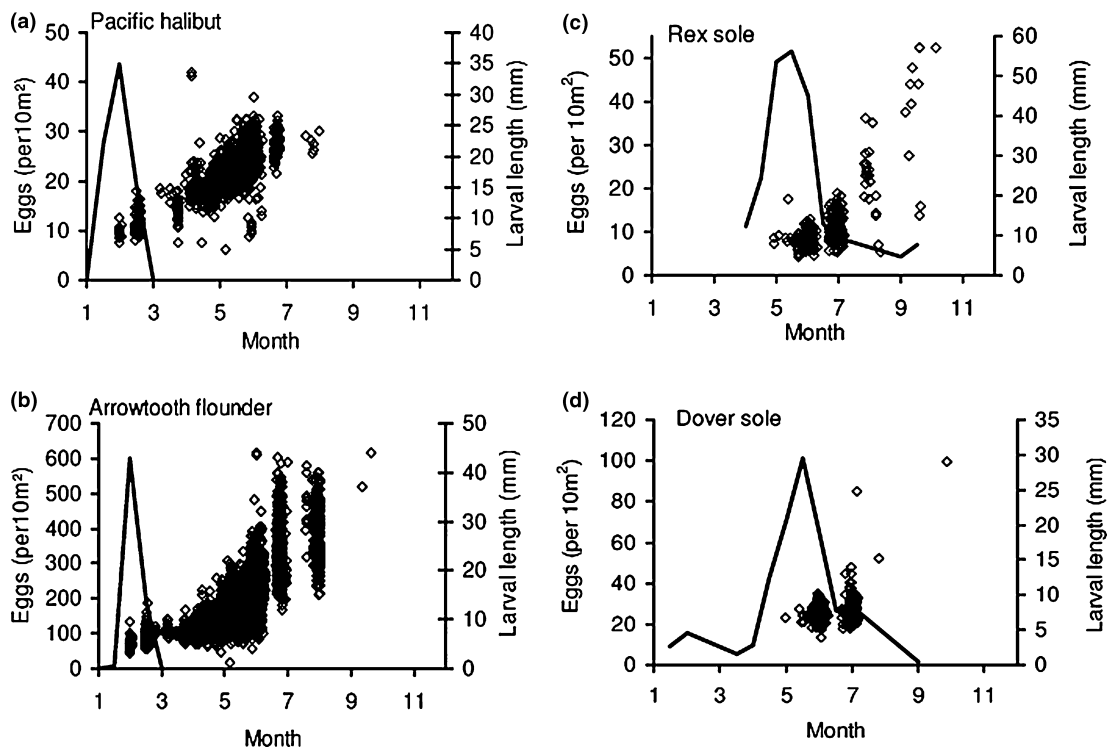 (a) Pacific halibut
Eggs (per10m²)
50
40
30
20
10
0
Larval length (mm)
40
35
30
25
20
15
10
5
0
1 3 5 7 9 11
Month
(c) Rex sole
Eggs (per 10m²)
50
40
30
20
10
0
Larval length (mm)
60
50
40
30
20
10
0
1 3 5 7 9 11
Month
(b) Arrowtooth flounder
Eggs (per10m²)
700
600
500
400
300
200
100
0
Larval length (mm)
50
40
30
20
10
0
1 3 5 7 9 11
Month
(d) Dover sole
Eggs (per 10m²)
120
100
80
60
40
20
0
Larval length (mm)
35
30
25
20
15
10
5
0
1 3 5 7 9 11
Month